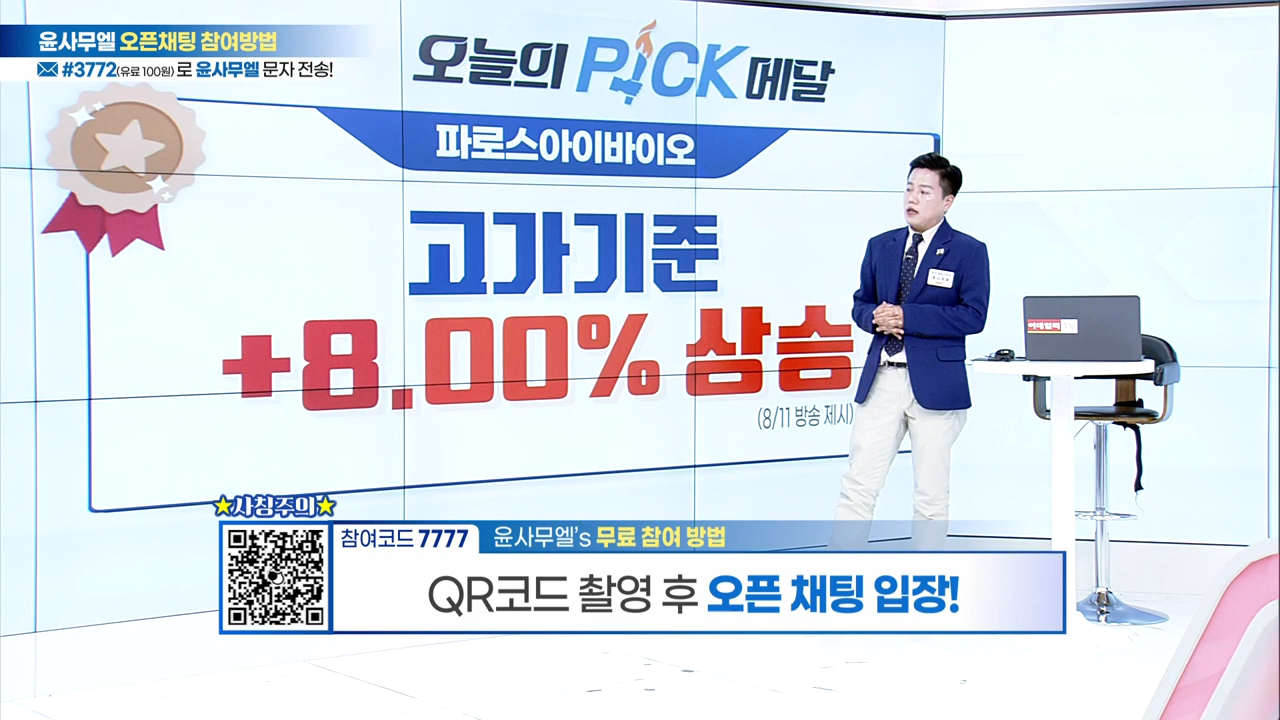 윤사무엘 오픈채팅 참여방법
#3772(유료 100원)로 윤사무엘 문자 전송!
오늘의 PiCK 메달
파로스아이바이오
고가기준
+8.00% 상승
(8/11 방송 제시)
★사칭주의★
참여코드 7777
윤사무엘's 무료 참여 방법
QR코드 촬영 후 오픈 채팅 입장!